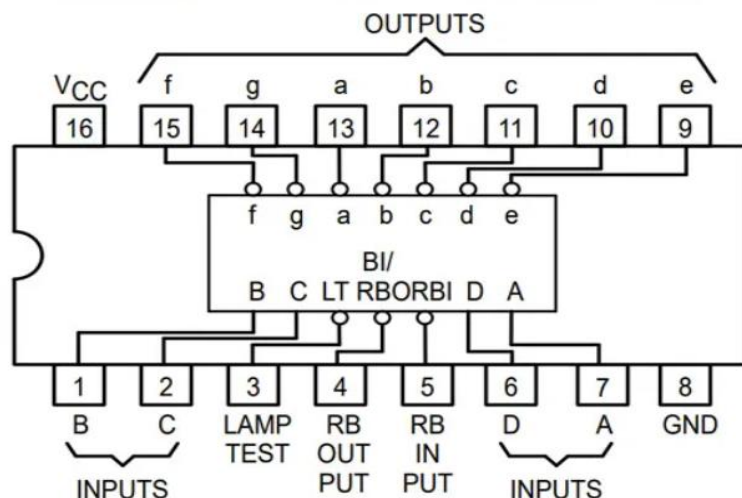 OUTPUTS
VCC f g a b c d e
16 15 14 13 12 11 10 9
f g a b c d e
BI/
B C LT RBO RBI D A
1 2 3 4 5 6 7 8
B C LAMP RB RB D A GND
TEST OUT IN
PUT PUT
INPUTS INPUTS